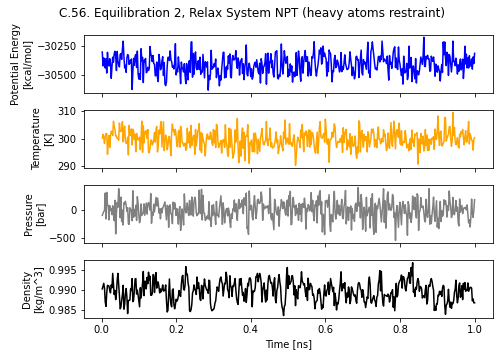 C.56. Equilibration 2, Relax System NPT (heavy atoms restraint)
Potential Energy
[kcal/mol]
−30250
−30500
Temperature
[K]
310
300
290
Pressure
[bar]
0
−500
Density
[kg/m^3]
0.995
0.990
0.985
0.0 0.2 0.4 0.6 0.8 1.0
Time [ns]